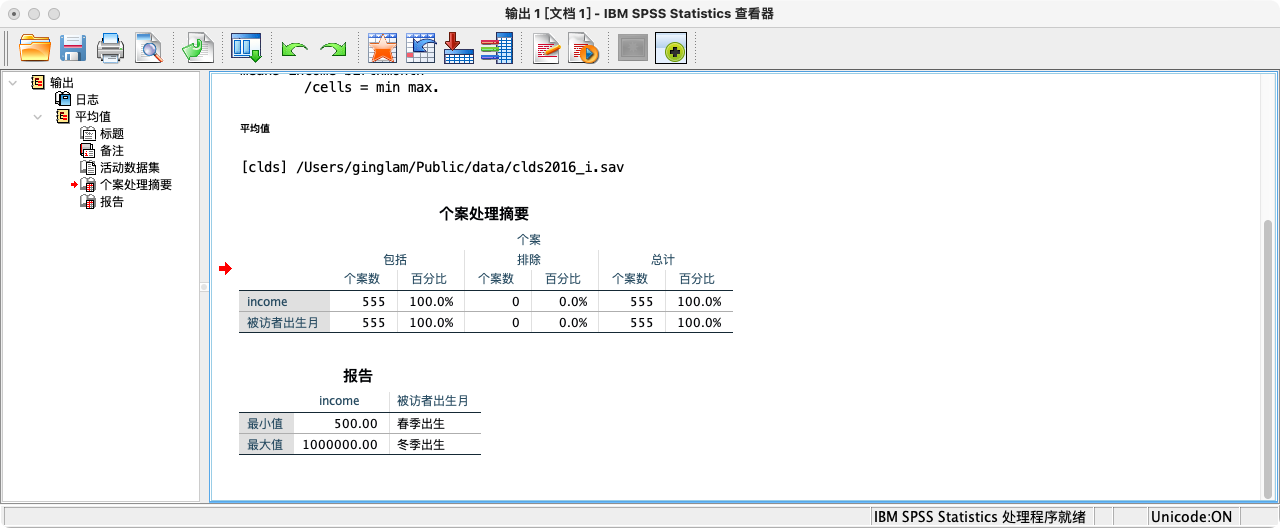 输出 1 [文档 1] - IBM SPSS Statistics 查看器
输出
日志
平均值
标题
备注
活动数据集
个案处理摘要
报告
/cells = min max.
平均值
[clds] /Users/ginglam/Public/data/clds2016_i.sav
个案处理摘要
个案
包括 排除 总计
个案数 百分比 个案数 百分比 个案数 百分比
income 555 100.0% 0 0.0% 555 100.0%
被访者出生月 555 100.0% 0 0.0% 555 100.0%
报告
income 被访者出生月
最小值 500.00 春季出生
最大值 1000000.00 冬季出生
IBM SPSS Statistics 处理程序就绪 Unicode:ON